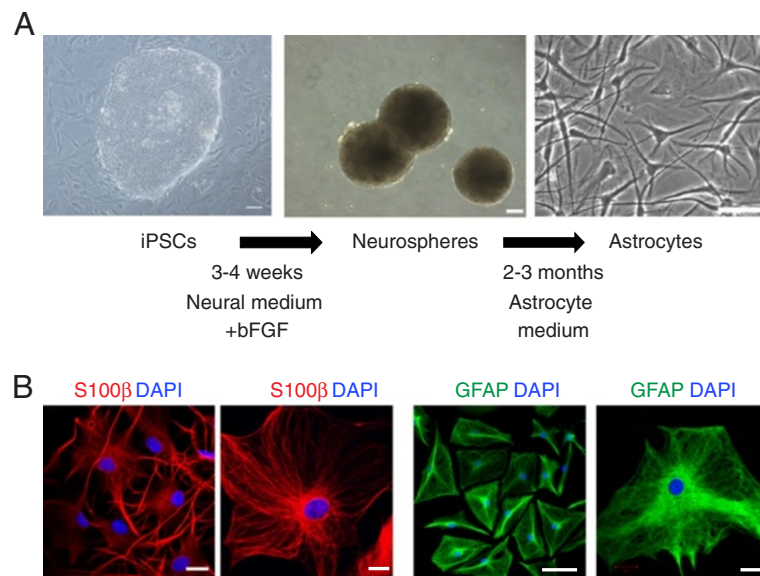 A
iPSCs
Neurospheres
Astrocytes
3-4 weeks
2-3 months
Neural medium
Astrocyte
+bFGF
medium
B
S100β DAPI
S100β DAPI
GFAP DAPI
GFAP DAPI